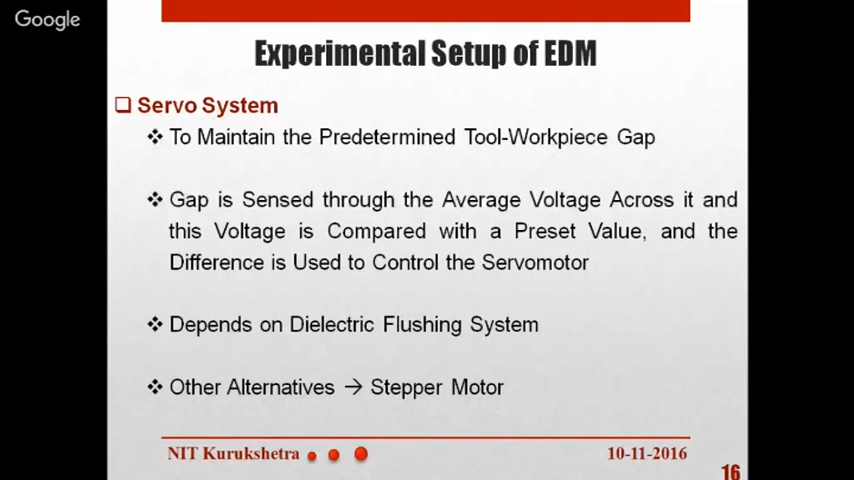 Google
Experimental Setup of EDM
Servo System
To Maintain the Predetermined Tool-Workpiece Gap
Gap is Sensed through the Average Voltage Across it and
this Voltage is Compared with a Preset Value, and the
Difference is Used to Control the Servomotor
Depends on Dielectric Flushing System
Other Alternatives → Stepper Motor
NIT Kurukshetra
10-11-2016
16